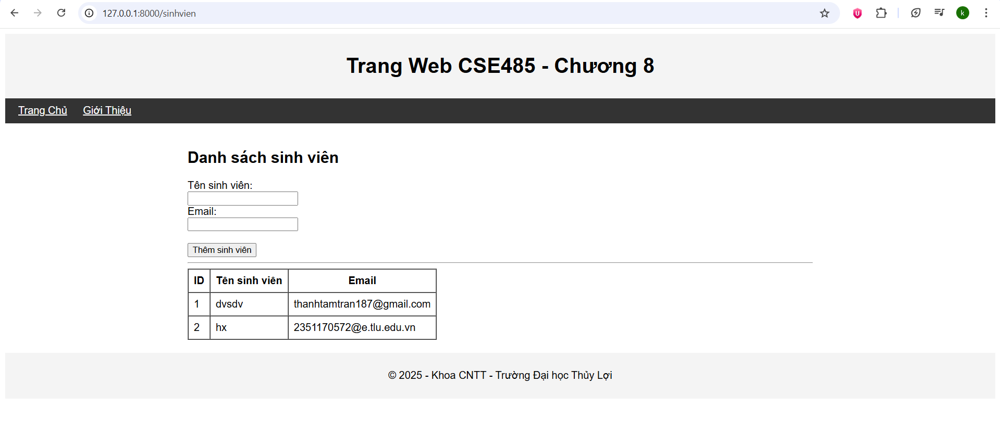 127.0.0.1:8000/sinhvien
k
Trang Web CSE485 - Chương 8
Trang Chủ Giới Thiệu
Danh sách sinh viên
Tên sinh viên:
Email:
Thêm sinh viên
ID Tên sinh viên Email
1 dvsdv thanhtamtran187@gmail.com
2 hx 2351170572@e.tlu.edu.vn
© 2025 - Khoa CNTT - Trường Đại học Thủy Lợi